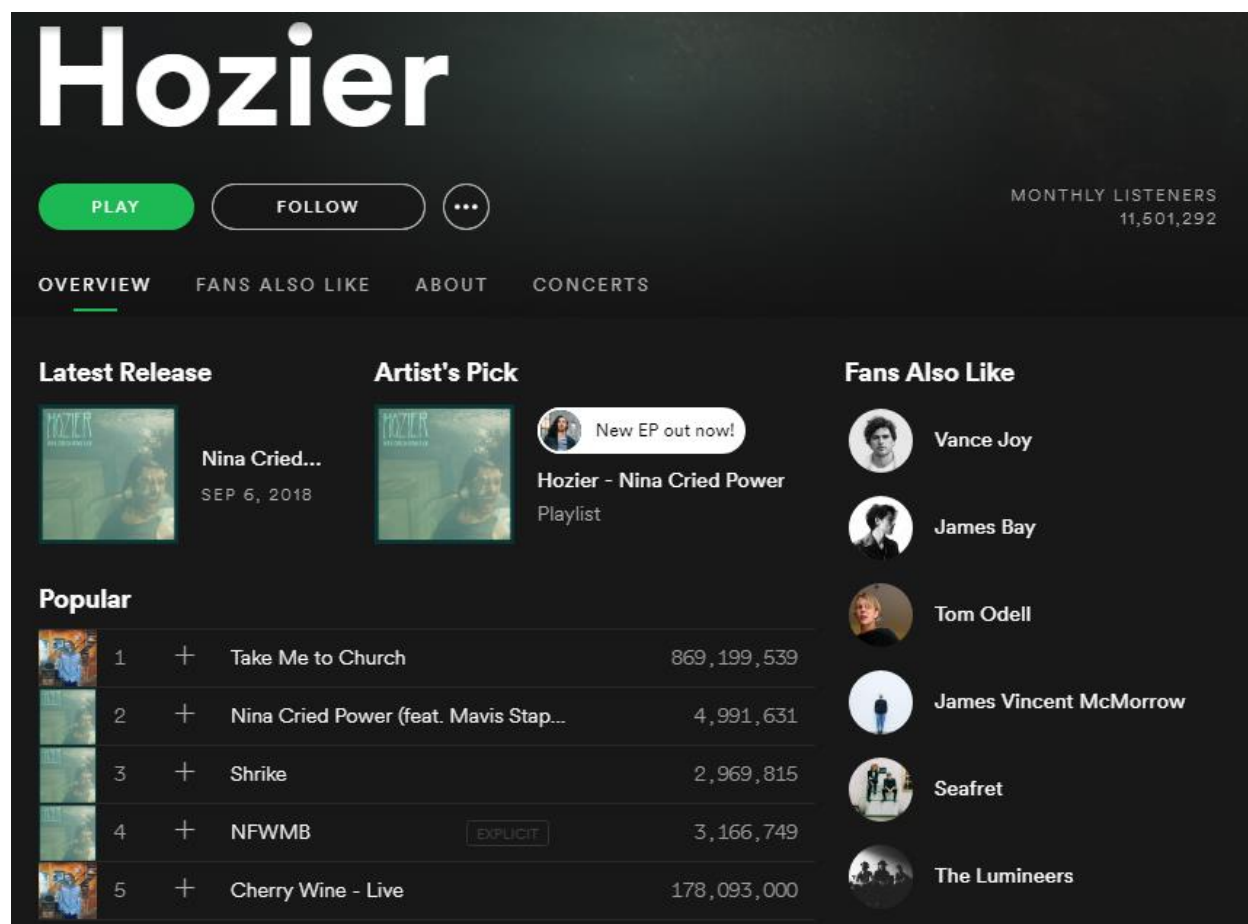 Hozier
PLAY
FOLLOW
MONTHLY LISTENERS
11,501,292
OVERVIEW FANS ALSO LIKE ABOUT CONCERTS
Latest Release
HOZIER
Nina Cried...
SEP 6, 2018
Artist's Pick
HOZIER
New EP out now!
Hozier - Nina Cried Power
Playlist
Popular
1 + Take Me to Church 869,199,539
2 + Nina Cried Power (feat. Mavis Stap... 4,991,631
3 + Shrike 2,969,815
4 + NFWMB EXPLICIT 3,166,749
5 + Cherry Wine - Live 178,093,000
Fans Also Like
Vance Joy
James Bay
Tom Odell
James Vincent McMorrow
Seafret
The Lumineers